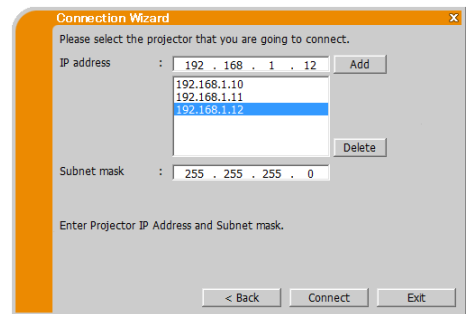 Connection Wizard x
Please select the projector that you are going to connect.
IP address : 192 . 168 . 1 . 12 Add
192.168.1.10
192.168.1.11
192.168.1.12
Delete
Subnet mask : 255 . 255 . 255 . 0
Enter Projector IP Address and Subnet mask.
< Back Connect Exit